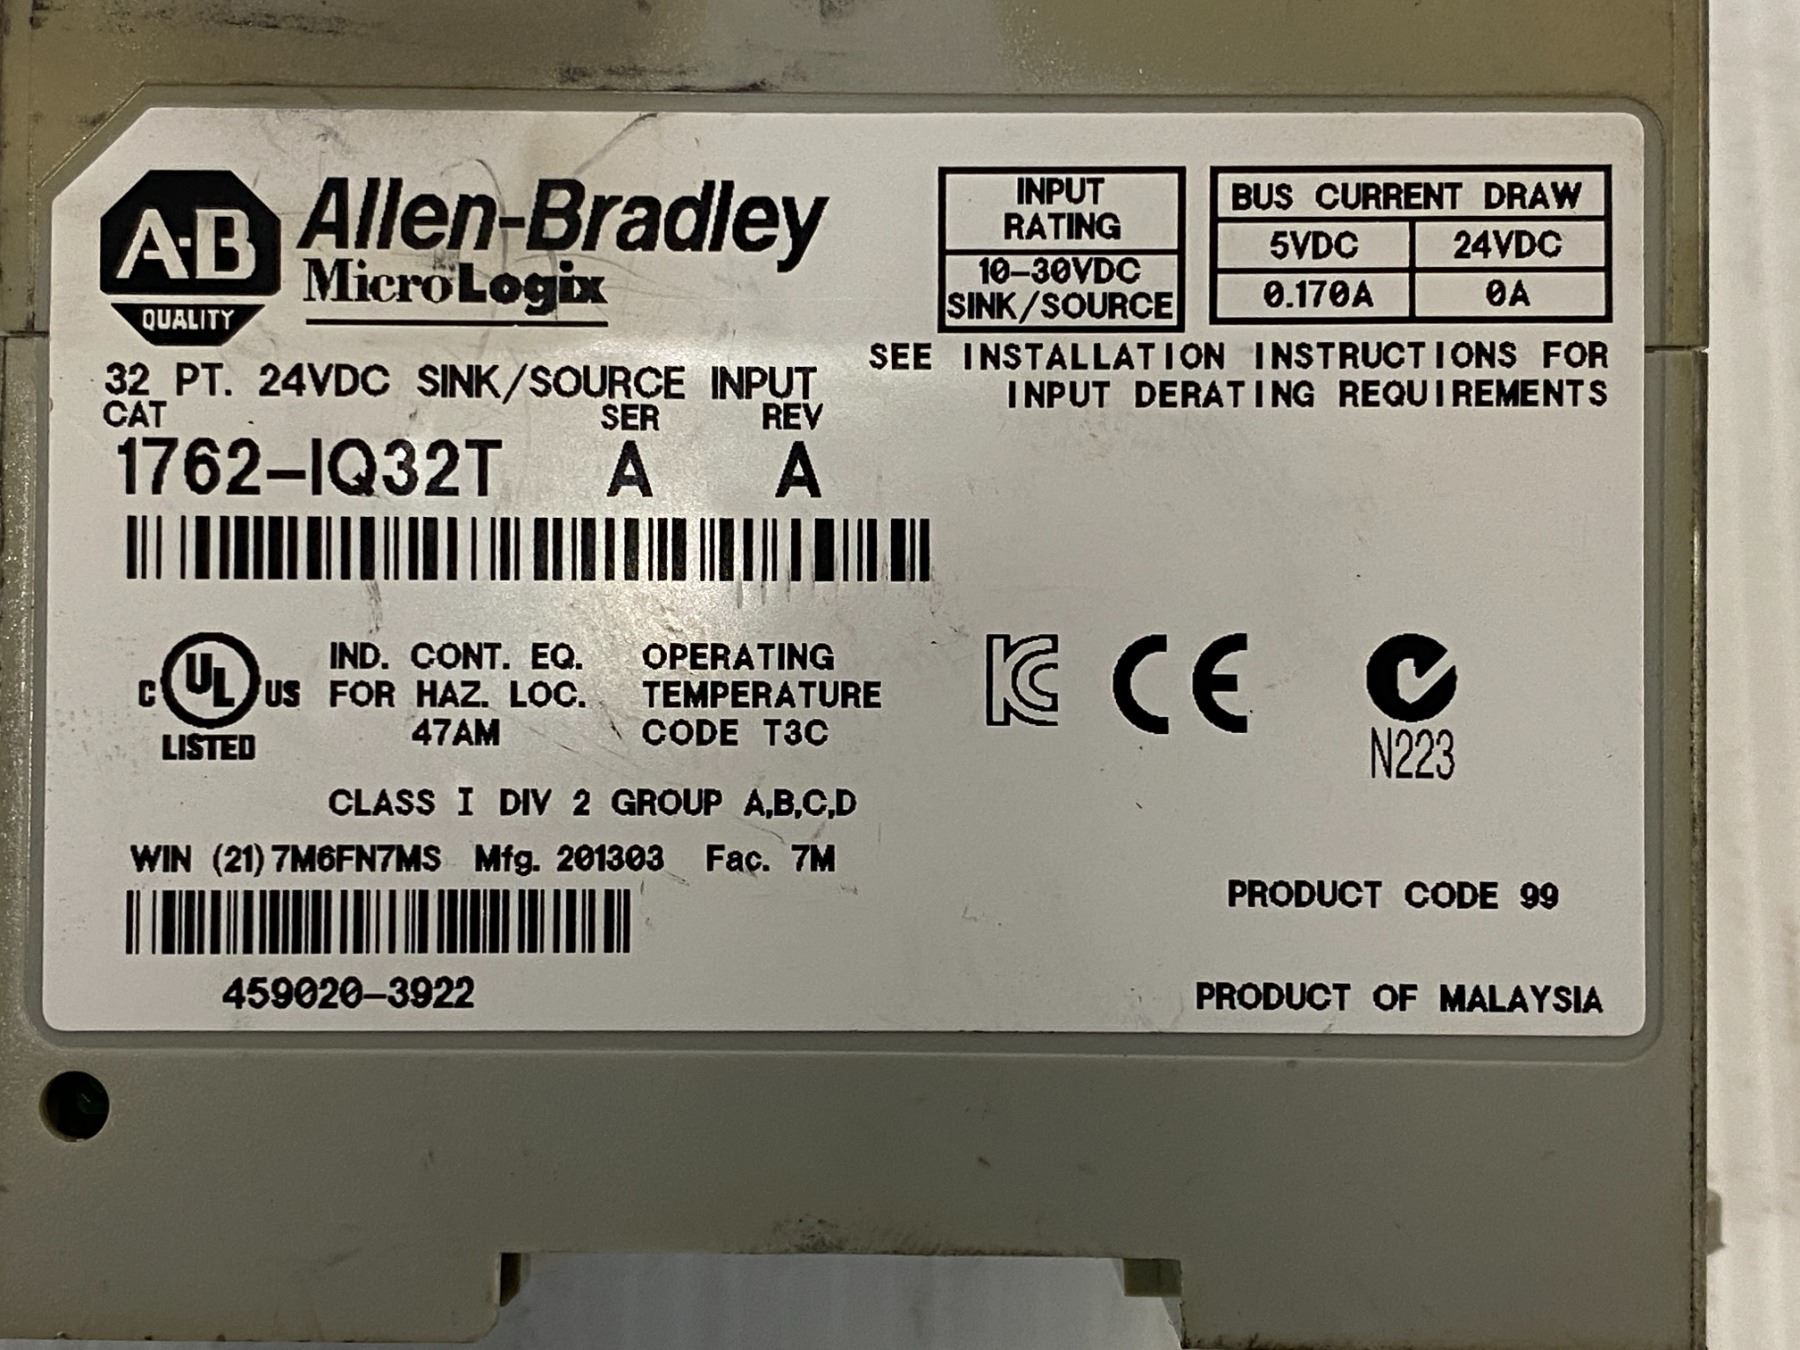 A-B
QUALITY
Allen-Bradley
MicroLogix
32 PT. 24VDC SINK/SOURCE INPUT
CAT SER REV
1762-IQ32T A A
INPUT
RATING
10-30VDC
SINK/SOURCE
BUS CURRENT DRAW
5VDC 24VDC
0.170A 0A
SEE INSTALLATION INSTRUCTIONS FOR
INPUT DERATING REQUIREMENTS
C UL US
LISTED
IND. CONT. EQ.
FOR HAZ. LOC.
47AM
OPERATING
TEMPERATURE
CODE T3C
KC CE
N223
CLASS I DIV 2 GROUP A,B,C,D
WIN (21)7M6FN7MS Mfg. 201303 Fac. 7M
459020-3922
PRODUCT CODE 99
PRODUCT OF MALAYSIA